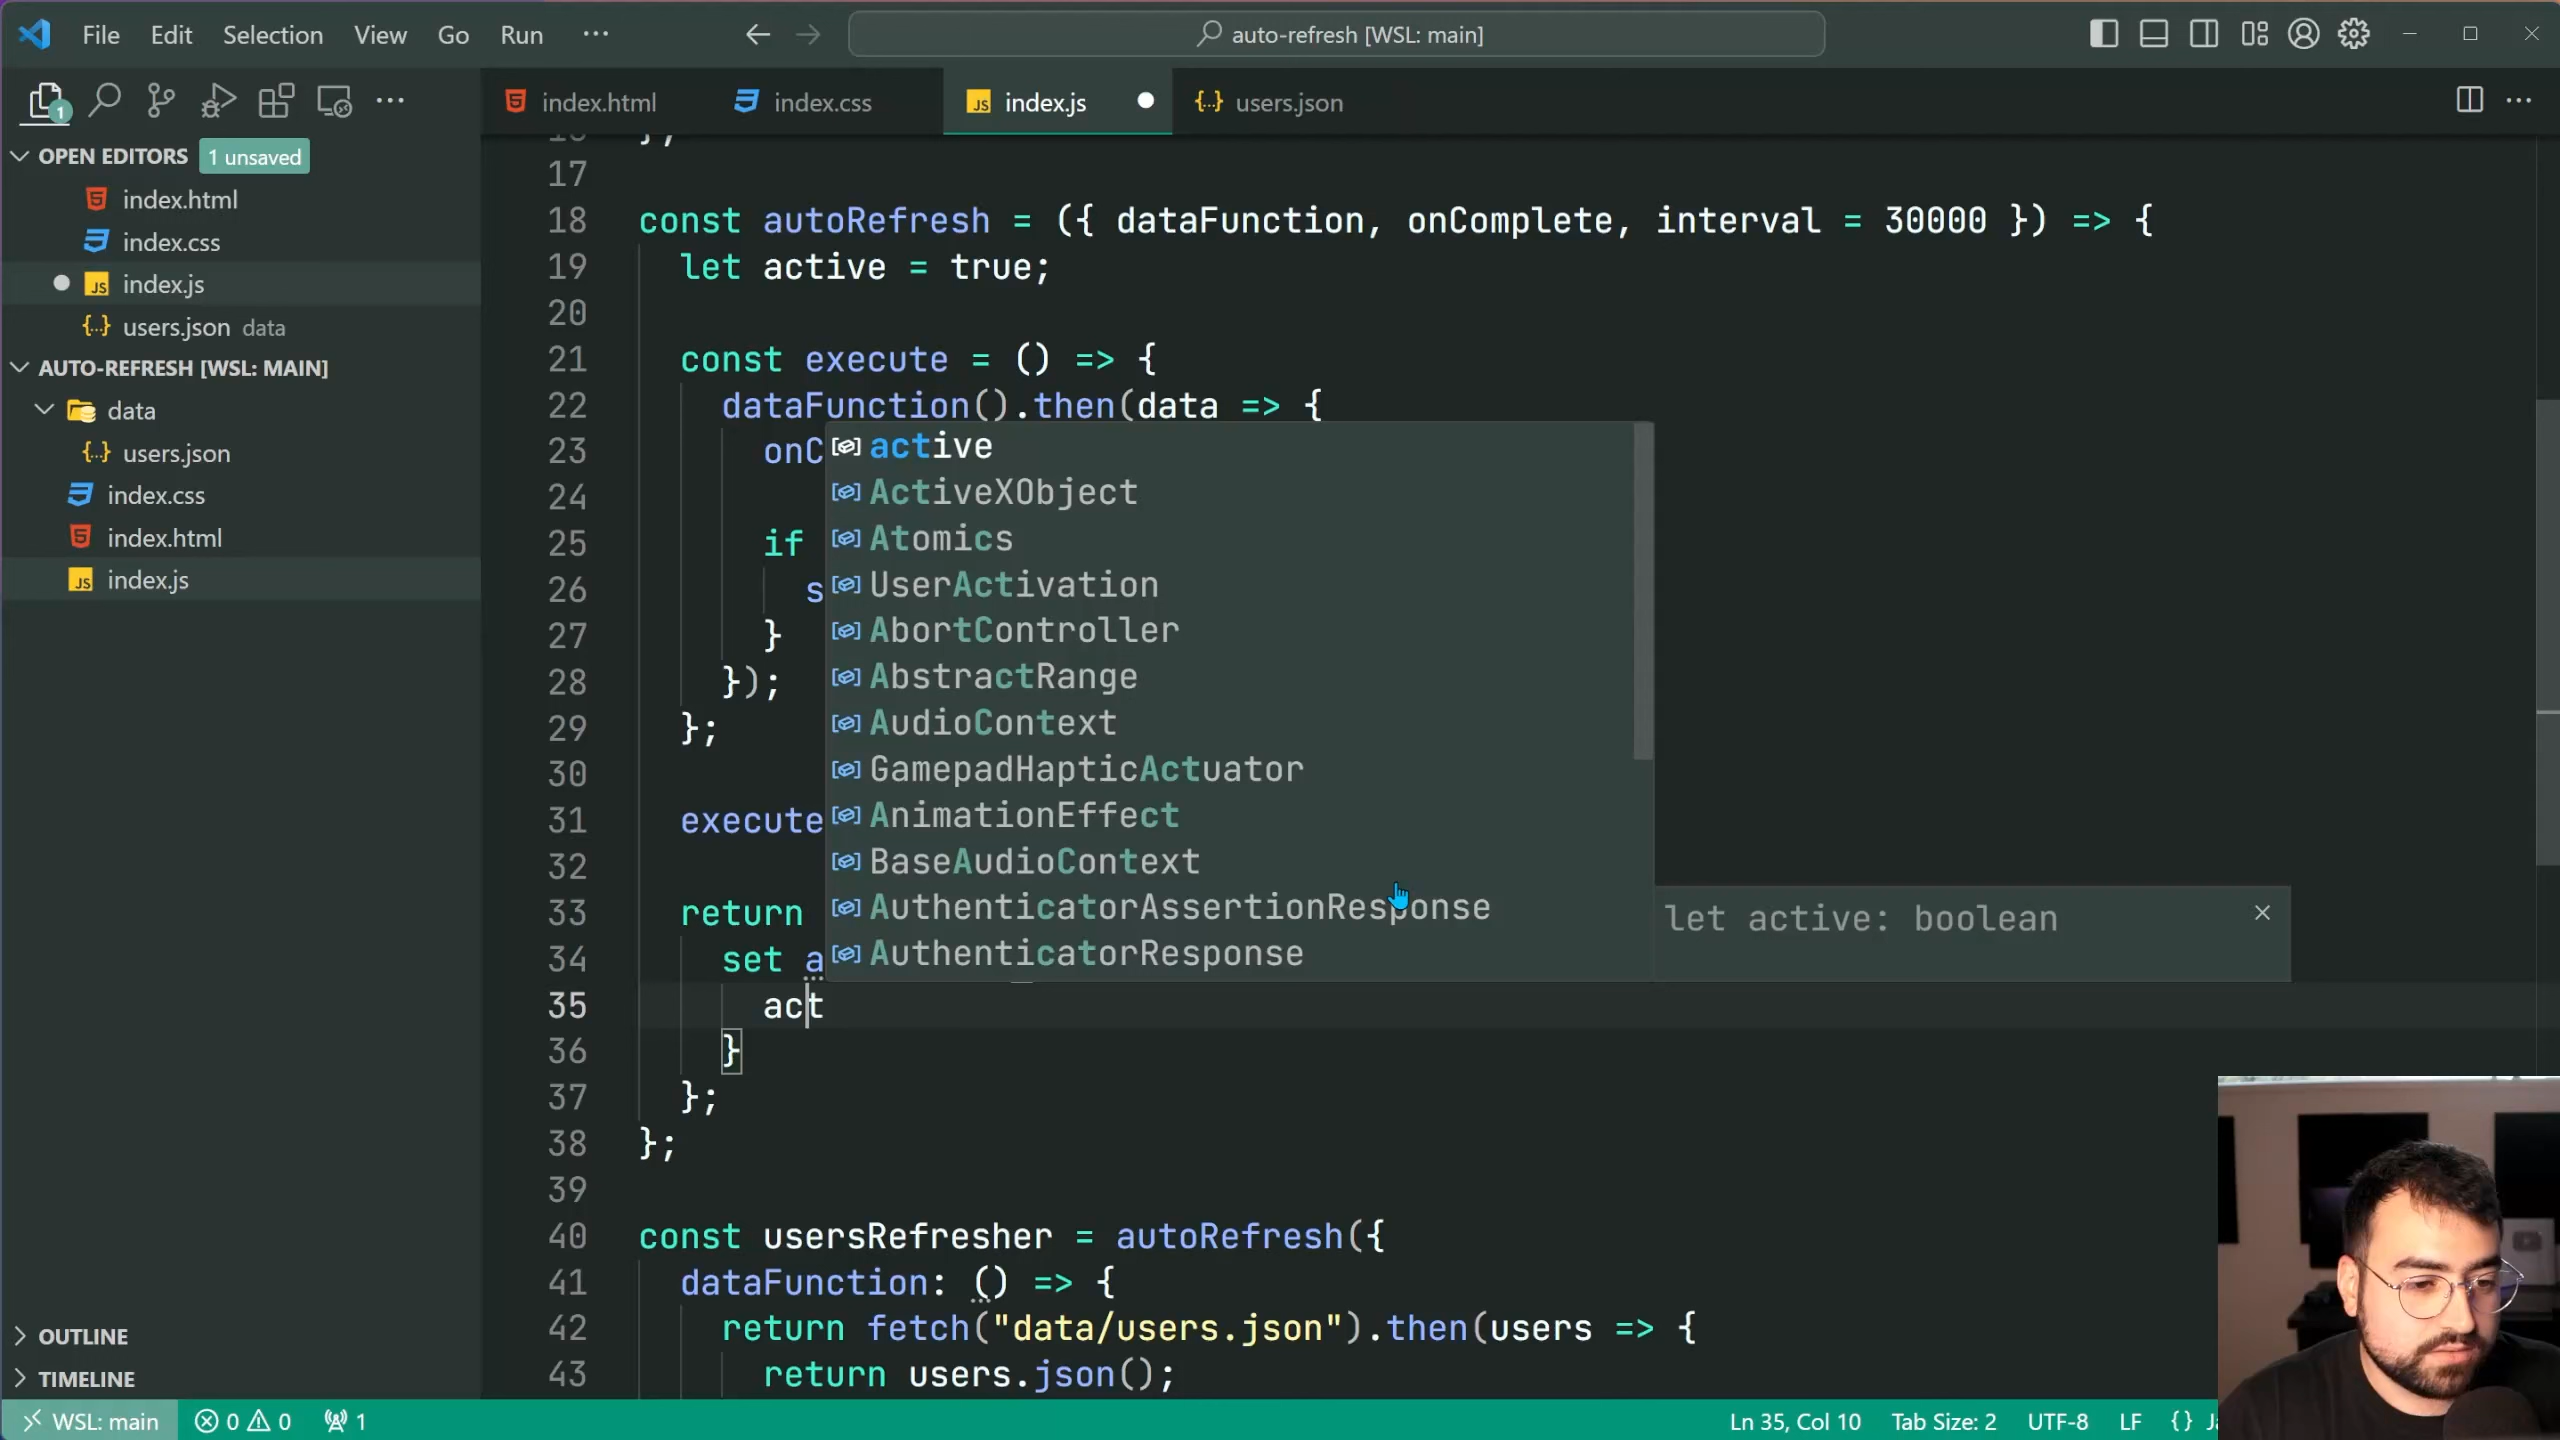 File Edit Selection View Go Run ··· auto-refresh [WSL: main]
index.html index.css index.js users.json
OPEN EDITORS 1 unsaved
index.html
index.css
index.js
users.json data
AUTO-REFRESH [WSL: MAIN]
data
users.json
index.css
index.html
index.js
OUTLINE
TIMELINE
17
18 const autoRefresh = ({ dataFunction, onComplete, interval = 30000 }) => {
19 let active = true;
20
21 const execute = () => {
22 dataFunction().then(data => {
23 onC
24
25 if
26 s
27 }
28 });
29 };
30
31 execute
32
33 return
34 set a
35 act
36 }
37 };
38 };
39
40 const usersRefresher = autoRefresh({
41 dataFunction: () => {
42 return fetch("data/users.json").then(users => {
43 return users.json();
active
ActiveXObject
Atomics
UserActivation
AbortController
AbstractRange
AudioContext
GamepadHapticActuator
AnimationEffect
BaseAudioContext
AuthenticatorAssertionResponse
AuthenticatorResponse
let active: boolean
WSL: main 0 0 1 Ln 35, Col 10 Tab Size: 2 UTF-8 LF {}